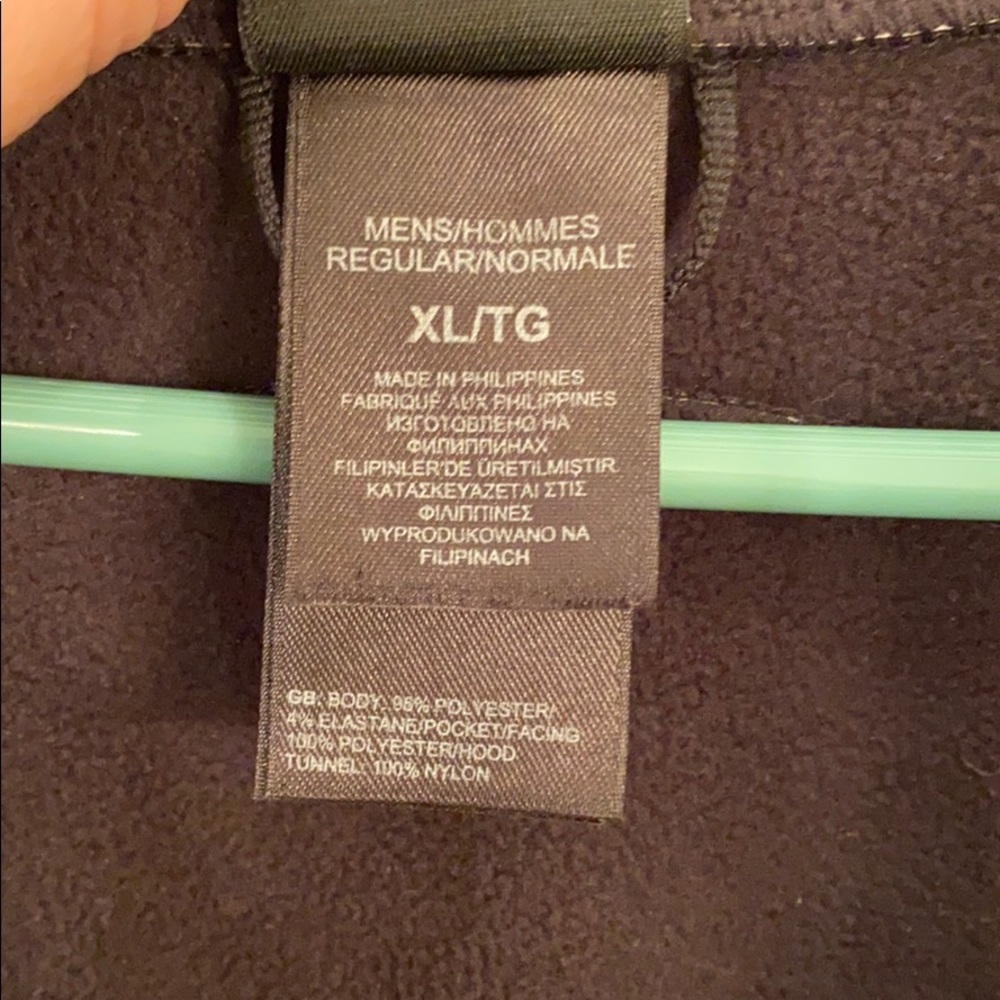 MENS/HOMMES
REGULAR/NORMALE
XL/TG
MADE IN PHILIPPINES
FABRIQUE AUX PHILIPPINES
ИЗГОТОВЛЕНО НА
ФИЛИППИНАХ
FILIPINLER'DE ÜRETILMIŞTIR
ΚΑΤΑΣΚΕΥΑΖΕΤΑΙ ΣΤΙΣ
ΦΙΛΙΠΠΙΝΕΣ
WYPRODUKOWANO NA
FILIPINACH
GB: BODY: 96% POLYESTER/
4% ELASTANE/POCKET/FACING
100% POLYESTER/HOOD
TUNNEL: 100% NYLON